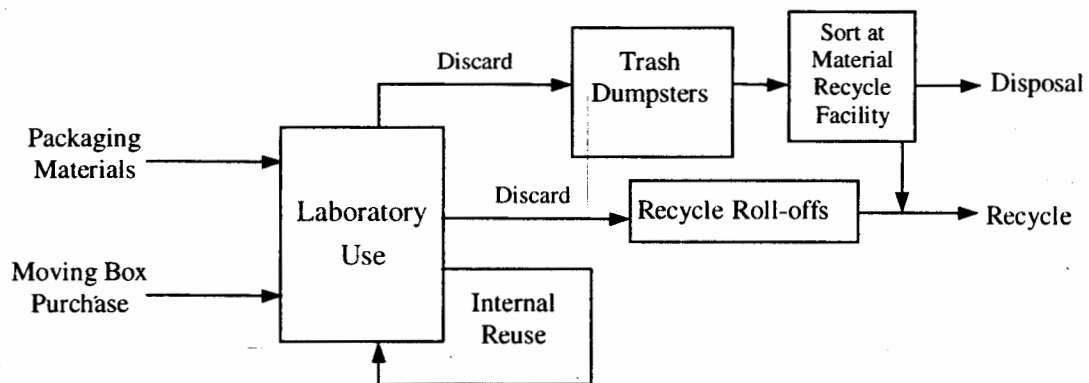 Discard
Trash
Dumpsters
Sort at
Material
Recycle
Facility
Disposal
Packaging
Materials
Laboratory
Use
Discard
Recycle Roll-offs
Recycle
Moving Box
Purchase
Internal
Reuse